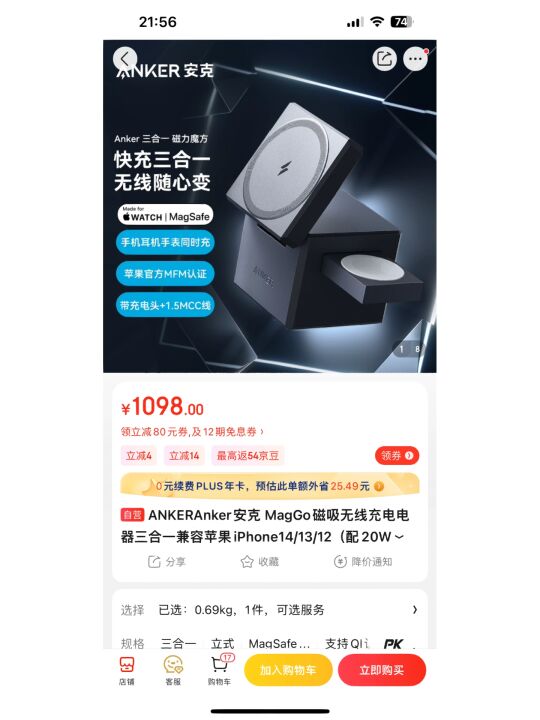 21:56
74
ANKER 安克
Anker 三合一 磁力魔方
快充三合一
无线随心变
Made for
WATCH | MagSafe
手机耳机手表同时充
苹果官方MFM认证
带充电头+1.5MCC线
ANKER
1 8
¥1098.00
领立减80元券,及12期免息券 ›
立减4 立减14 最高返54京豆 领券
0元续费PLUS年卡，预估此单额外省25.49元
自营 ANKERAnker安克 MagGo磁吸无线充电电
器三合一兼容苹果iPhone14/13/12（配 20W
分享 收藏 降价通知
选择 已选：0.69kg，1件，可选服务
规格 三合一 立式 MagSafe... 支持QI PK
店铺 客服 购物车 17 加入购物车 立即购买